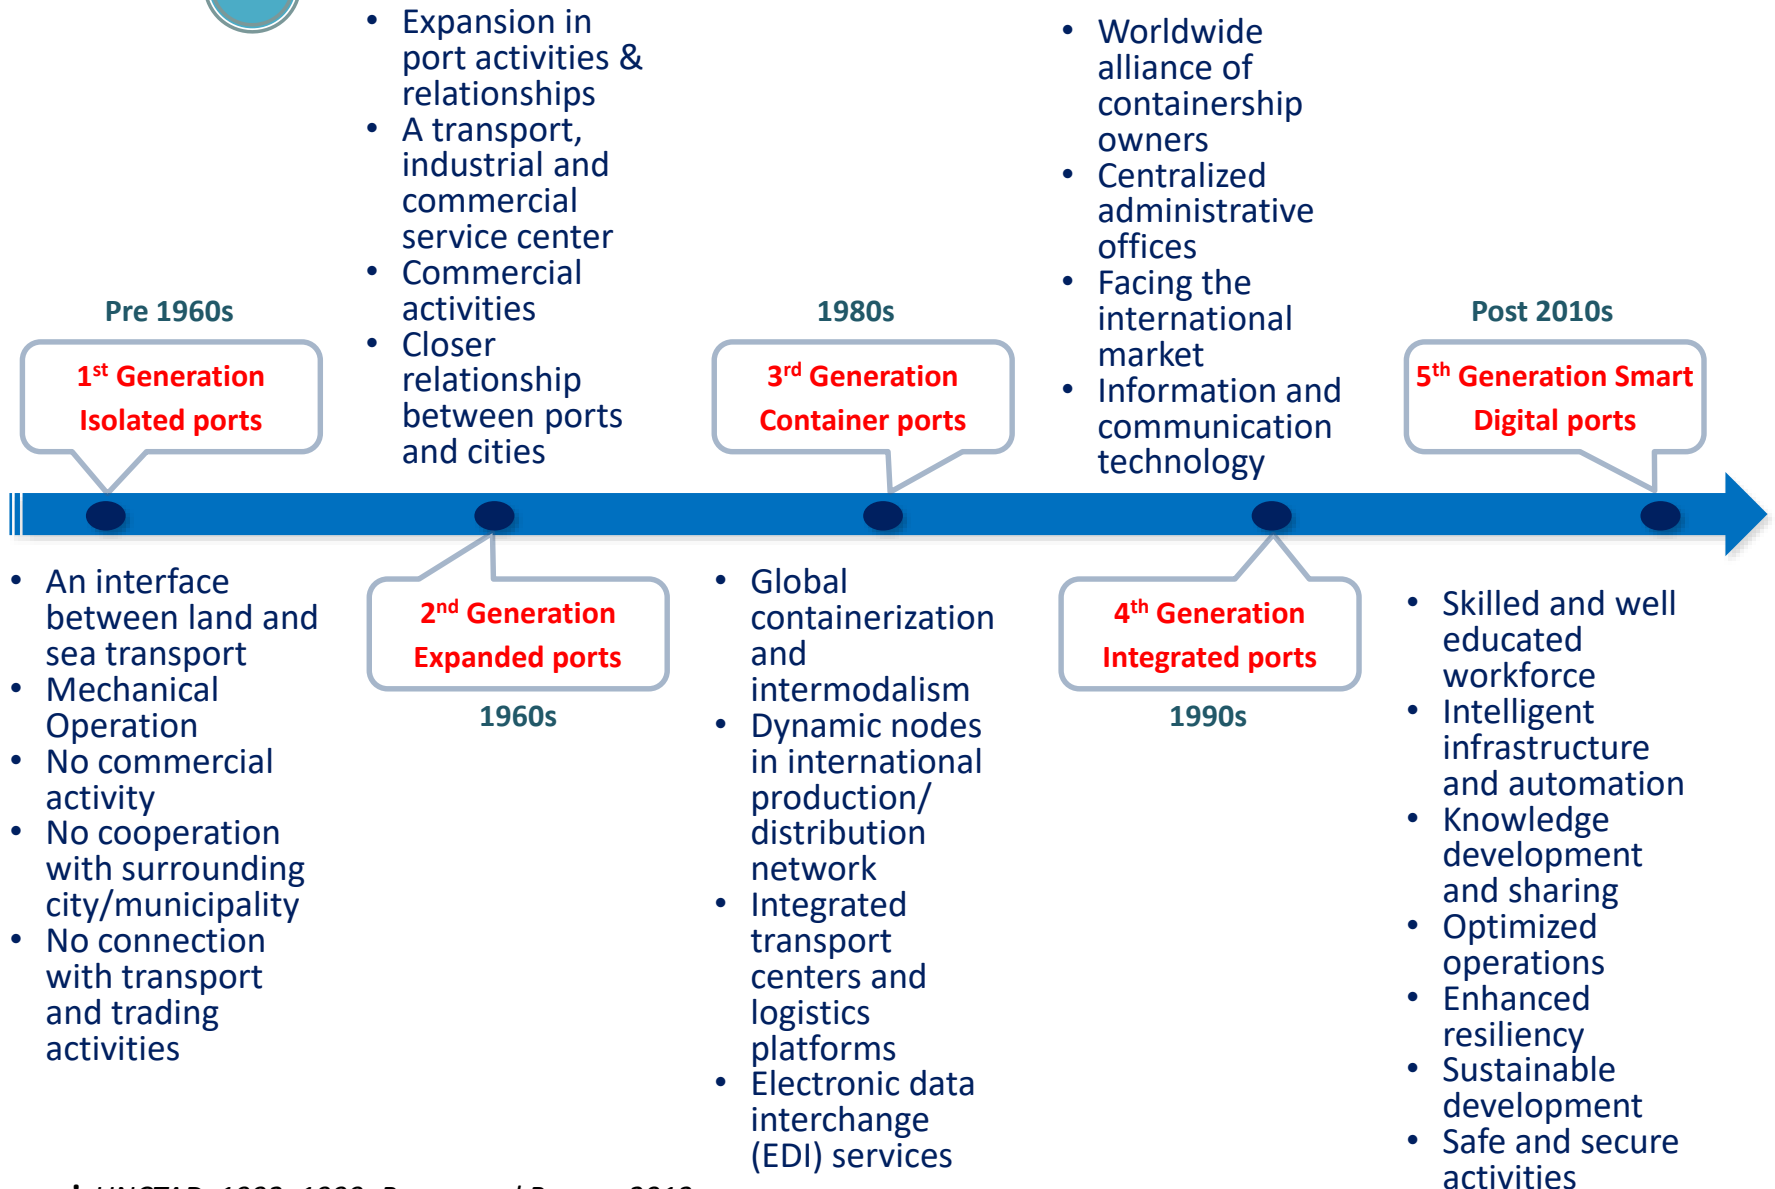 Pre 1960s
1st Generation
Isolated ports
• An interface
between land and
sea transport
• Mechanical
Operation
• No commercial
activity
• No cooperation
with surrounding
city/municipality
• No connection
with transport
and trading
activities
• Expansion in
port activities &
relationships
• A transport,
industrial and
commercial
service center
• Commercial
activities
• Closer
relationship
between ports
and cities
2nd Generation
Expanded ports
1960s
1980s
3rd Generation
Container ports
• Global
containerization
and
intermodalism
• Dynamic nodes
in international
production/
distribution
network
• Integrated
transport
centers and
logistics
platforms
• Electronic data
interchange
(EDI) services
• Worldwide
alliance of
containership
owners
• Centralized
administrative
offices
• Facing the
international
market
• Information and
communication
technology
4th Generation
Integrated ports
1990s
Post 2010s
5th Generation Smart
Digital ports
• Skilled and well
educated
workforce
• Intelligent
infrastructure
and automation
• Knowledge
development
and sharing
• Optimized
operations
• Enhanced
resiliency
• Sustainable
development
• Safe and secure
activities